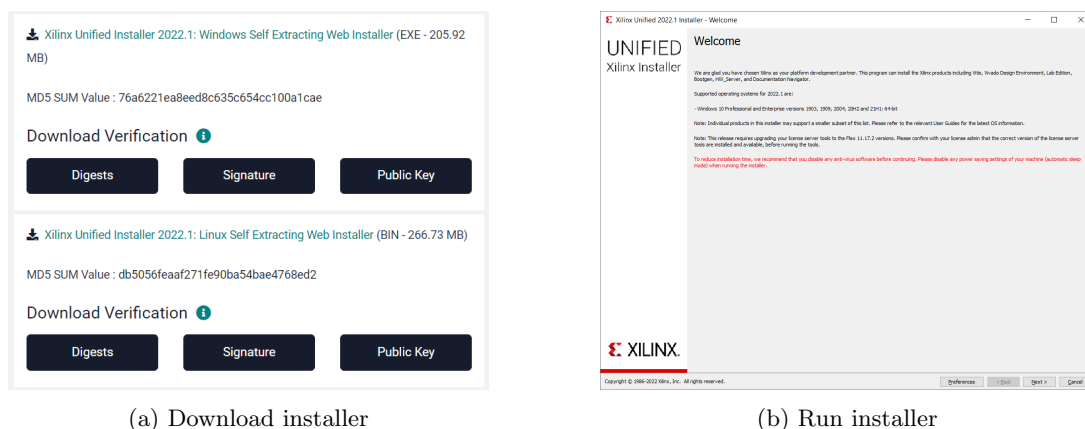 Xilinx Unified Installer 2022.1: Windows Self Extracting Web Installer (EXE - 205.92
MB)
MD5 SUM Value : 76a6221ea8eed8c635c654cc100a1cae
Download Verification
Digests
Signature
Public Key
Xilinx Unified Installer 2022.1: Linux Self Extracting Web Installer (BIN - 266.73 MB)
MD5 SUM Value : db5056feaaf271fe90ba54bae4768ed2
Download Verification
Digests
Signature
Public Key
(a) Download installer
Xilinx Unified 2022.1 Installer - Welcome
UNIFIED
Xilinx Installer
Welcome
We are glad you have chosen Xilinx as your platform development partner. This program can install the Xilinx products including Vitis, Vivado Design Environment, Lab Edition,
Bootgen, HW_Server, and Documentation Navigator.
Supported operating systems for 2022.1 are:
- Windows 10 Professional and Enterprise versions 1903, 1909, 2004, 20H2 and 21H1: 64-bit
Note: Individual products in this installer may support a smaller subset of this list. Please refer to the relevant User Guides for the latest OS information.
Note: This release requires upgrading your license server tools to the Flex 11.17.2 versions. Please confirm with your license admin that the correct version of the license server
tools are installed and available, before running the tools.
To reduce installation time, we recommend that you disable any anti-virus software before continuing. Please disable any power saving settings of your machine (automatic sleep
mode) when running the installer.
XILINX.
Copyright © 1986-2022 Xilinx, Inc. All rights reserved.
Preferences
< Back
Next >
Cancel
(b) Run installer